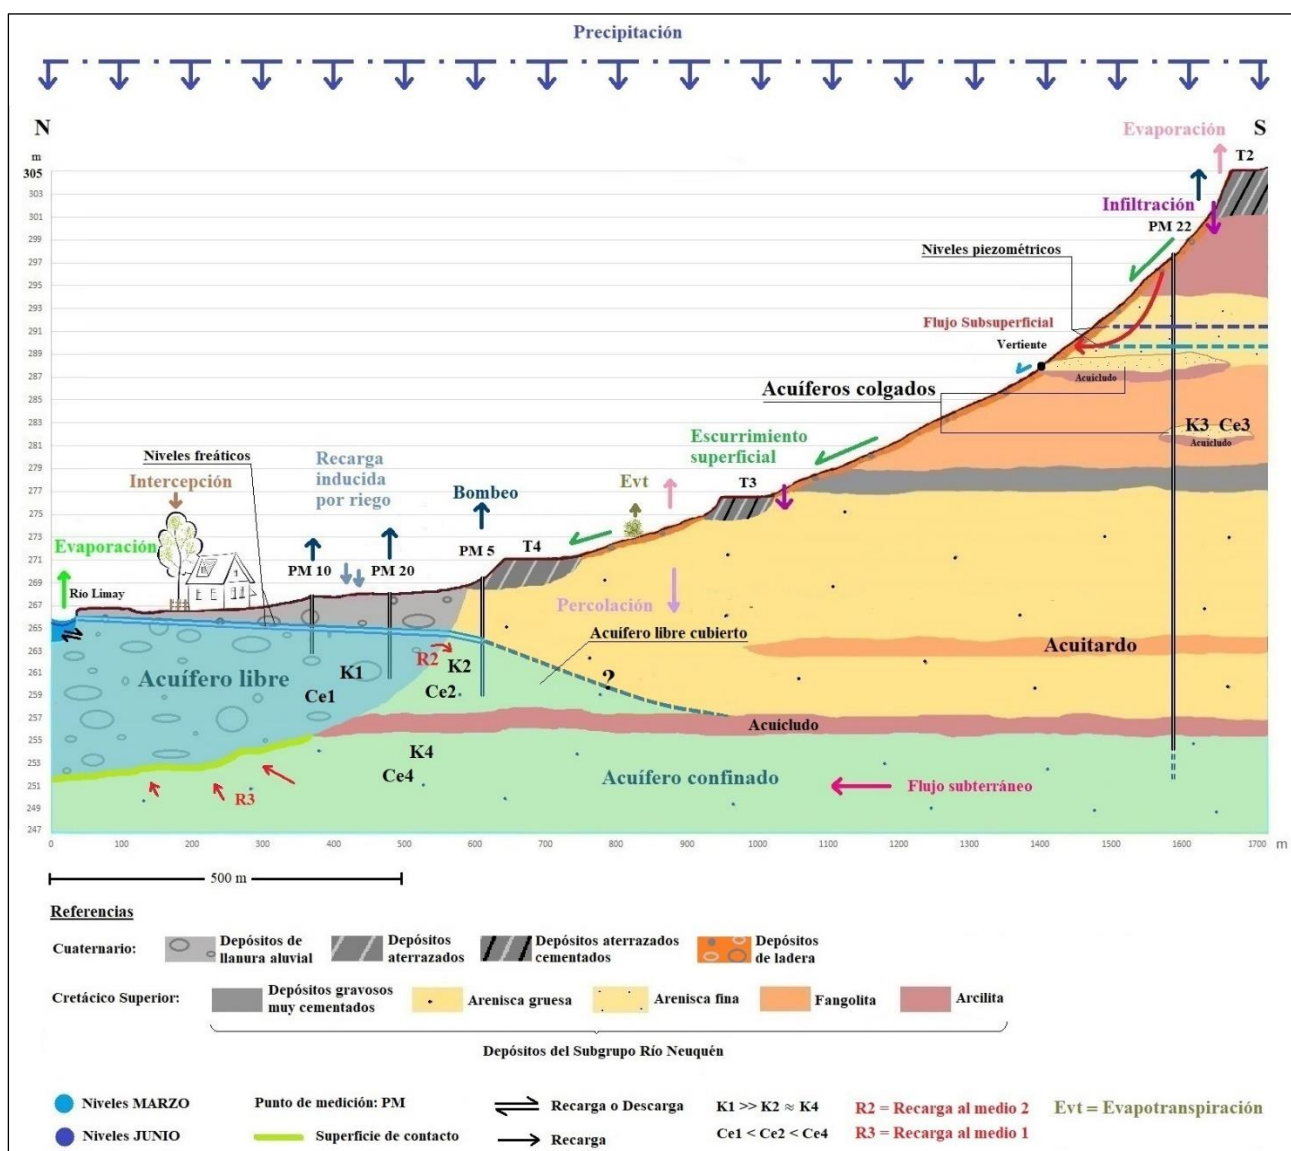 Precipitación
N
S
Evaporación
T2
m
305
303
301
299
297
295
293
291
289
287
285
283
281
279
277
275
273
271
269
267
265
263
261
259
257
255
253
251
249
247
Infiltración
PM 22
Niveles piezométricos
Flujo Subsuperficial
Vertiente
Acuícludo
Acuíferos colgados
K3 Ce3
Acuícludo
Escurrimiento
superficial
T3
Niveles freáticos
Intercepción
Recarga
inducida
por riego
Bombeo
Evt
Evaporación
PM 10
PM 20
PM 5
T4
Río Limay
Percolación
Acuífero libre cubierto
Acuitardo
R2
K2
K1
Acuífero libre
Ce1
Ce2
?
Acuícludo
K4
Ce4
Acuífero confinado
Flujo subterráneo
R3
0 100 200 300 400 500 600 700 800 900 1000 1100 1200 1300 1400 1500 1600 1700 m
500 m
Referencias
Cuaternario:
Depósitos de
llanura aluvial
Depósitos
aterrazados
Depósitos aterrazados
cementados
Depósitos
de ladera
Cretácico Superior:
Depósitos gravosos
muy cementados
Arenisca gruesa
Arenisca fina
Fangolita
Arcilita
Depósitos del Subgrupo Río Neuquén
Niveles MARZO
Punto de medición: PM
Recarga o Descarga
K1 >> K2 ≈ K4
R2 = Recarga al medio 2
Evt = Evapotranspiración
Niveles JUNIO
Superficie de contacto
Recarga
Ce1 < Ce2 < Ce4
R3 = Recarga al medio 1